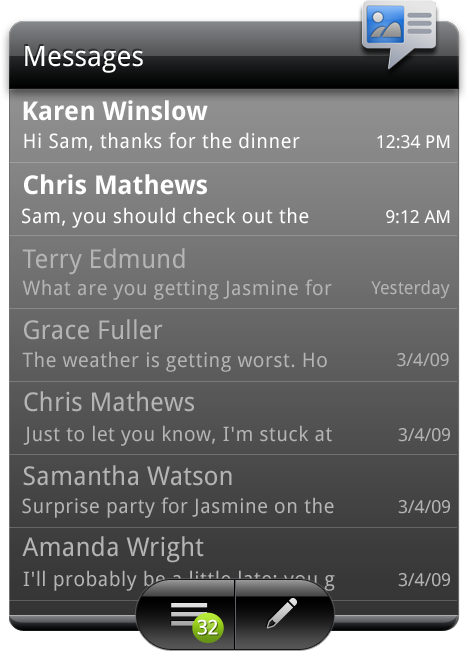 Messages
Karen Winslow
Hi Sam, thanks for the dinner 12:34 PM
Chris Mathews
Sam, you should check out the 9:12 AM
Terry Edmund
What are you getting Jasmine for Yesterday
Grace Fuller
The weather is getting worst. Ho 3/4/09
Chris Mathews
Just to let you know, I'm stuck at 3/4/09
Samantha Watson
Surprise party for Jasmine on the 3/4/09
Amanda Wright
I'll probably be a little late: you g 3/4/09
32